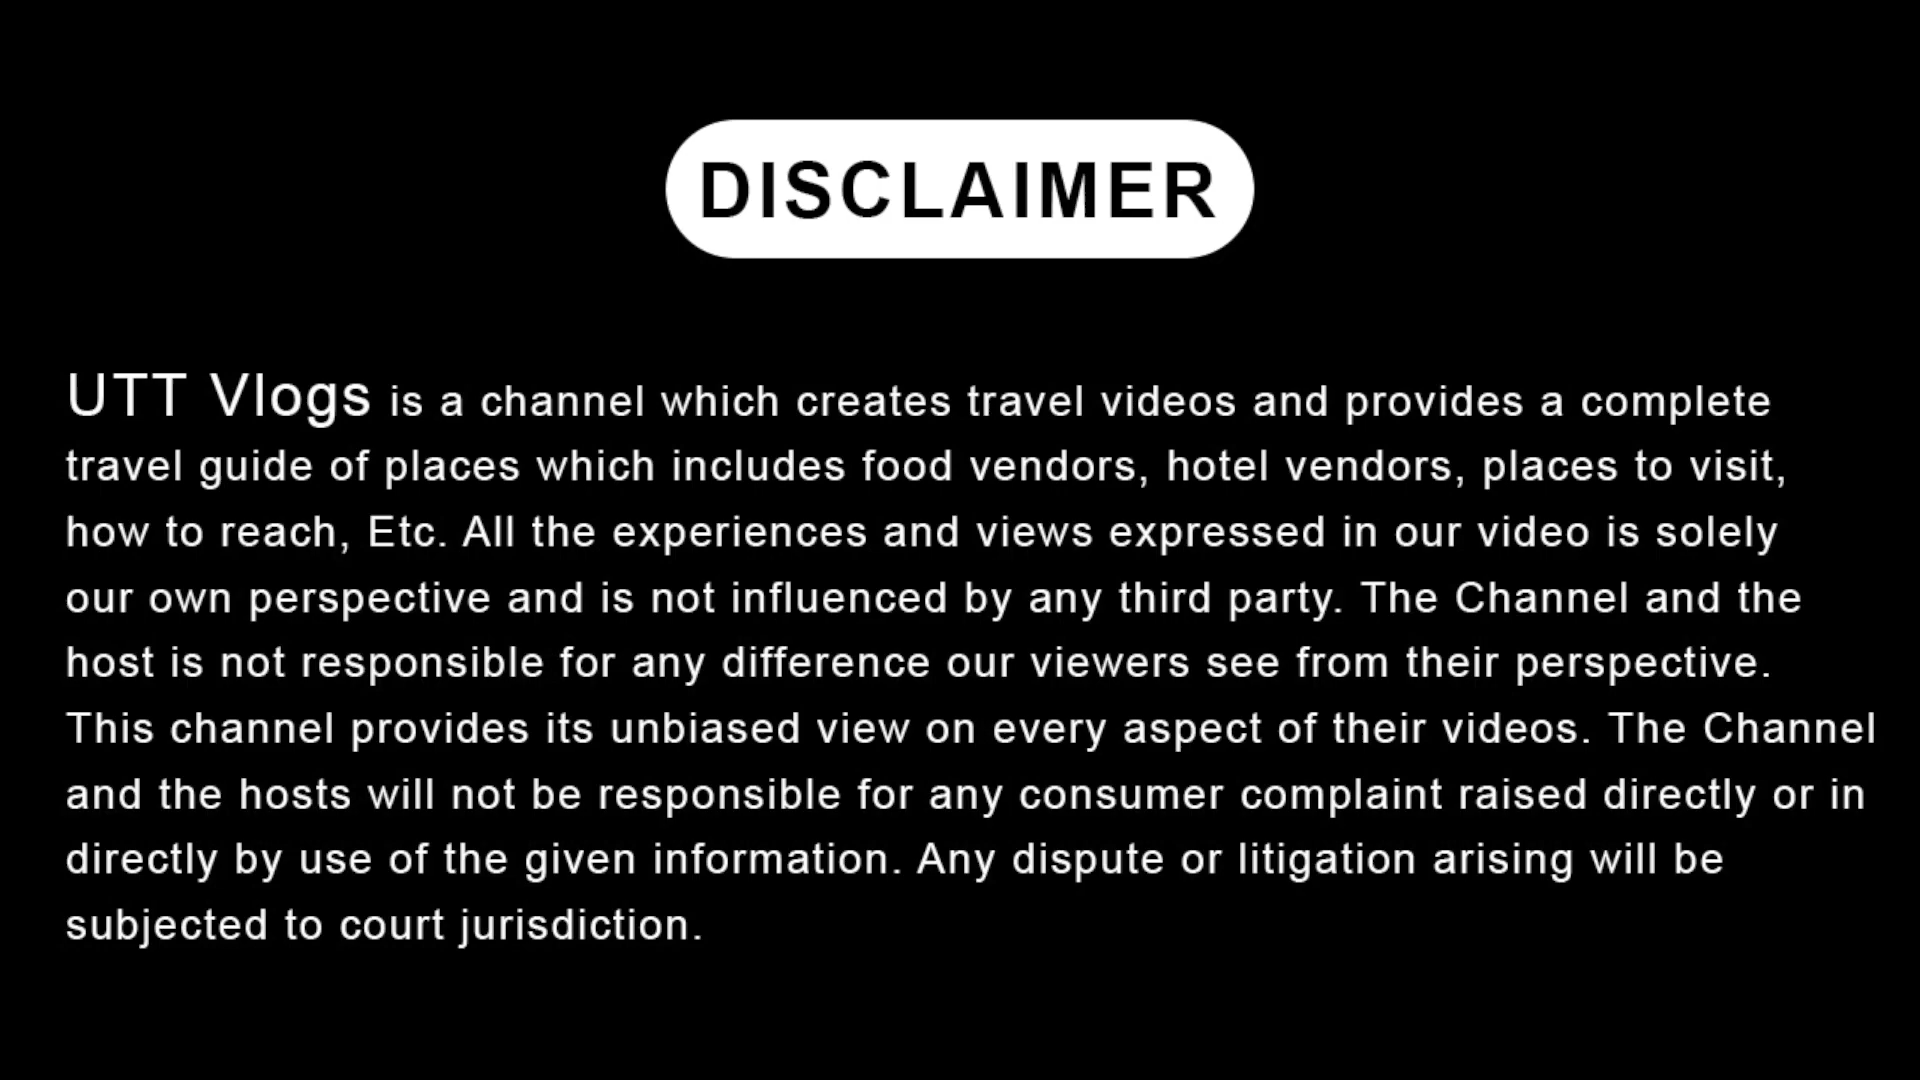 DISCLAIMER
UTT Vlogs is a channel which creates travel videos and provides a complete
travel guide of places which includes food vendors, hotel vendors, places to visit,
how to reach, Etc. All the experiences and views expressed in our video is solely
our own perspective and is not influenced by any third party. The Channel and the
host is not responsible for any difference our viewers see from their perspective.
This channel provides its unbiased view on every aspect of their videos. The Channel
and the hosts will not be responsible for any consumer complaint raised directly or in
directly by use of the given information. Any dispute or litigation arising will be
subjected to court jurisdiction.